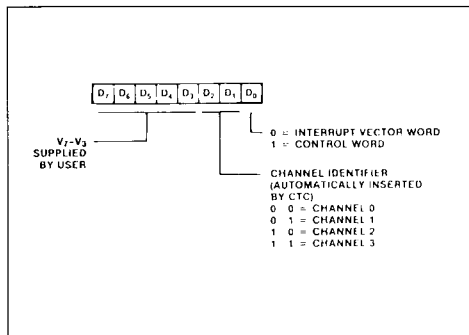 D7 D6 D5 D4 D3 D2 D1 D0
V7-V3
SUPPLIED
BY USER
0 = INTERRUPT VECTOR WORD
1 = CONTROL WORD
CHANNEL IDENTIFIER
(AUTOMATICALLY INSERTED
BY CTC)
0 0 = CHANNEL 0
0 1 = CHANNEL 1
1 0 = CHANNEL 2
1 1 = CHANNEL 3